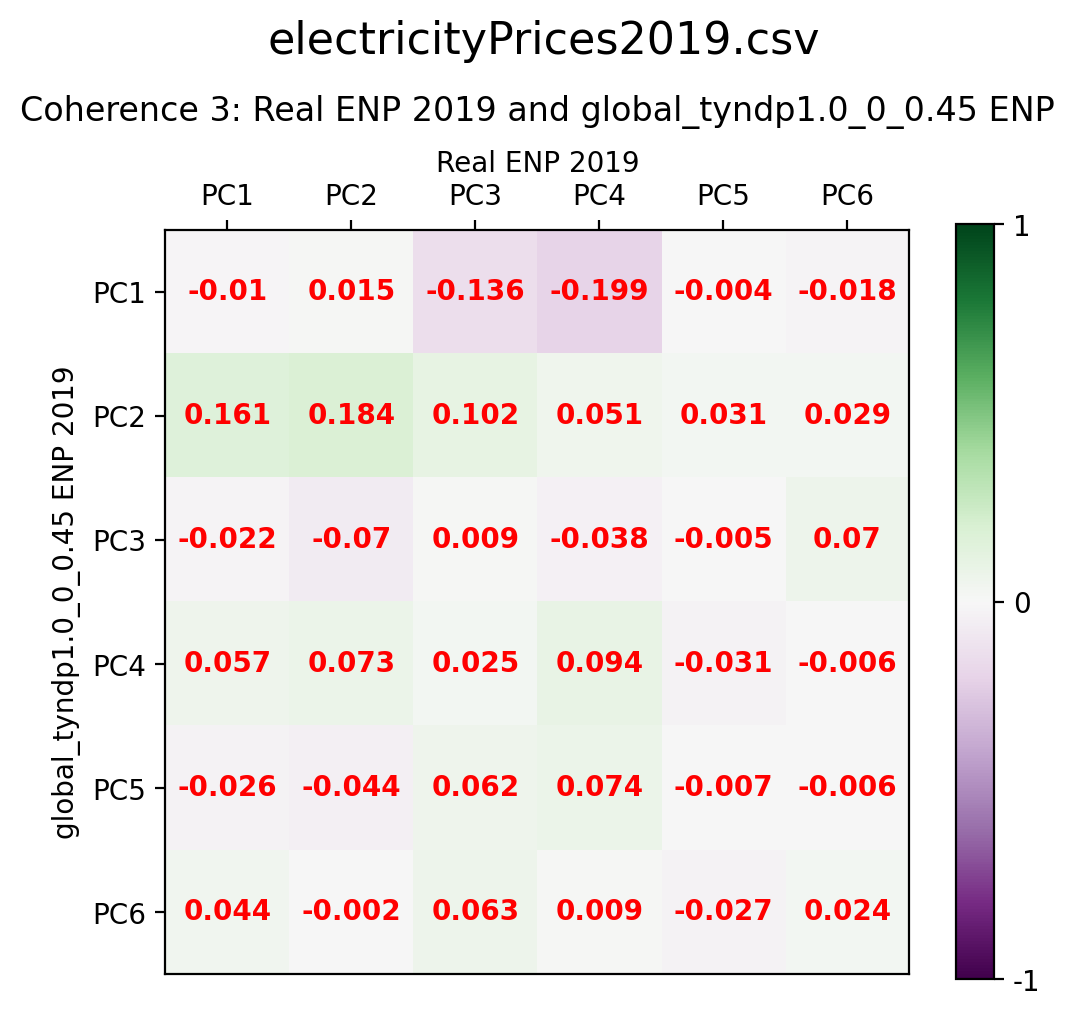 electricityPrices2019.csv
Coherence 3: Real ENP 2019 and global_tyndp1.0_0_0.45 ENP
Real ENP 2019
PC1 PC2 PC3 PC4 PC5 PC6
1
PC1 -0.01 0.015 -0.136 -0.199 -0.004 -0.018
PC2 0.161 0.184 0.102 0.051 0.031 0.029
PC3 -0.022 -0.07 0.009 -0.038 -0.005 0.07
0
global_tyndp1.0_0_0.45 ENP 2019
PC4 0.057 0.073 0.025 0.094 -0.031 -0.006
PC5 -0.026 -0.044 0.062 0.074 -0.007 -0.006
PC6 0.044 -0.002 0.063 0.009 -0.027 0.024
-1